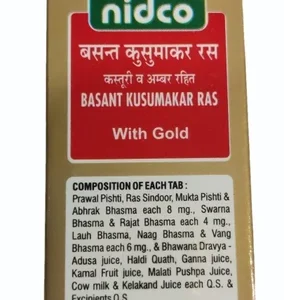 nidco
बसन्त कुसुमाकर रस
कस्तूरी व अम्बर रहित
BASANT KUSUMAKAR RAS
With Gold
COMPOSITION OF EACH TAB :
Prawal Pishti, Ras Sindoor, Mukta Pishti &
Abhrak Bhasma each 8 mg., Swarna
Bhasma & Rajat Bhasma each 4 mg.,
Lauh Bhasma, Naag Bhasma & Vang
Bhasma each 6 mg., & Bhawana Dravya -
Adusa juice, Haldi Quath, Ganna juice,
Kamal Fruit juice, Malati Pushpa Juice,
Cow milk & Kelakand Juice each Q.S. &
Excipients Q.S.